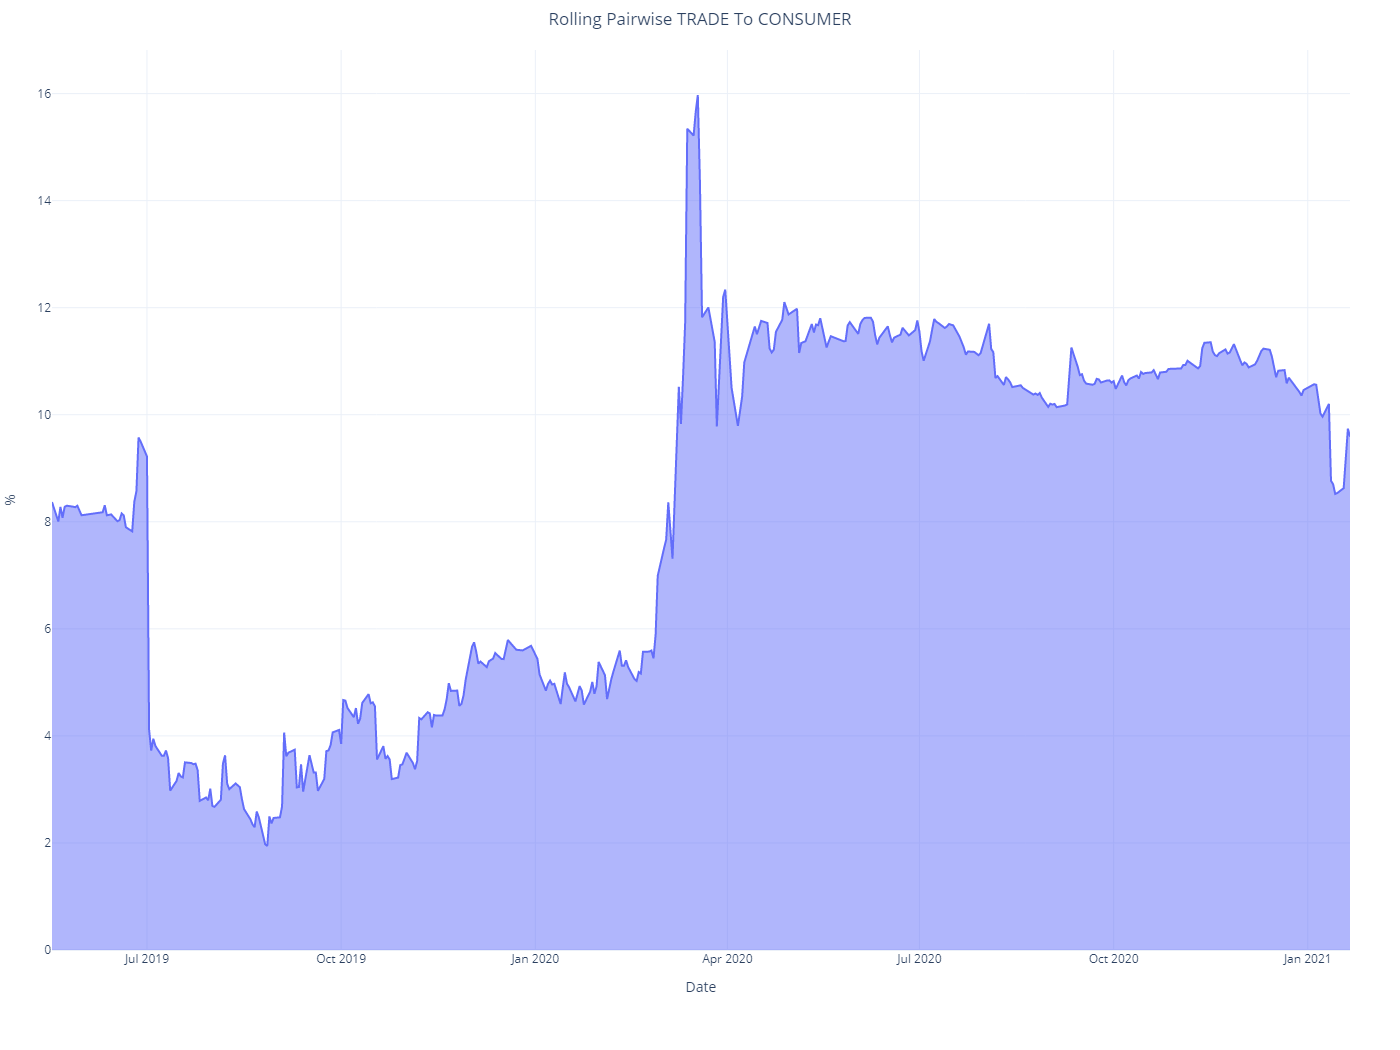 Rolling Pairwise TRADE To CONSUMER
16
14
12
10
8
6
4
2
0
%
Jul 2019
Oct 2019
Jan 2020
Apr 2020
Jul 2020
Oct 2020
Jan 2021
Date